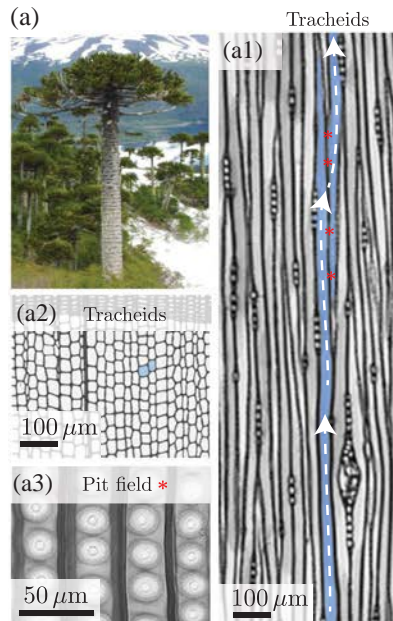 (a)
Tracheids
(a1)
(a2)
Tracheids
100 μm
(a3)
Pit field *
50 μm
100 μm